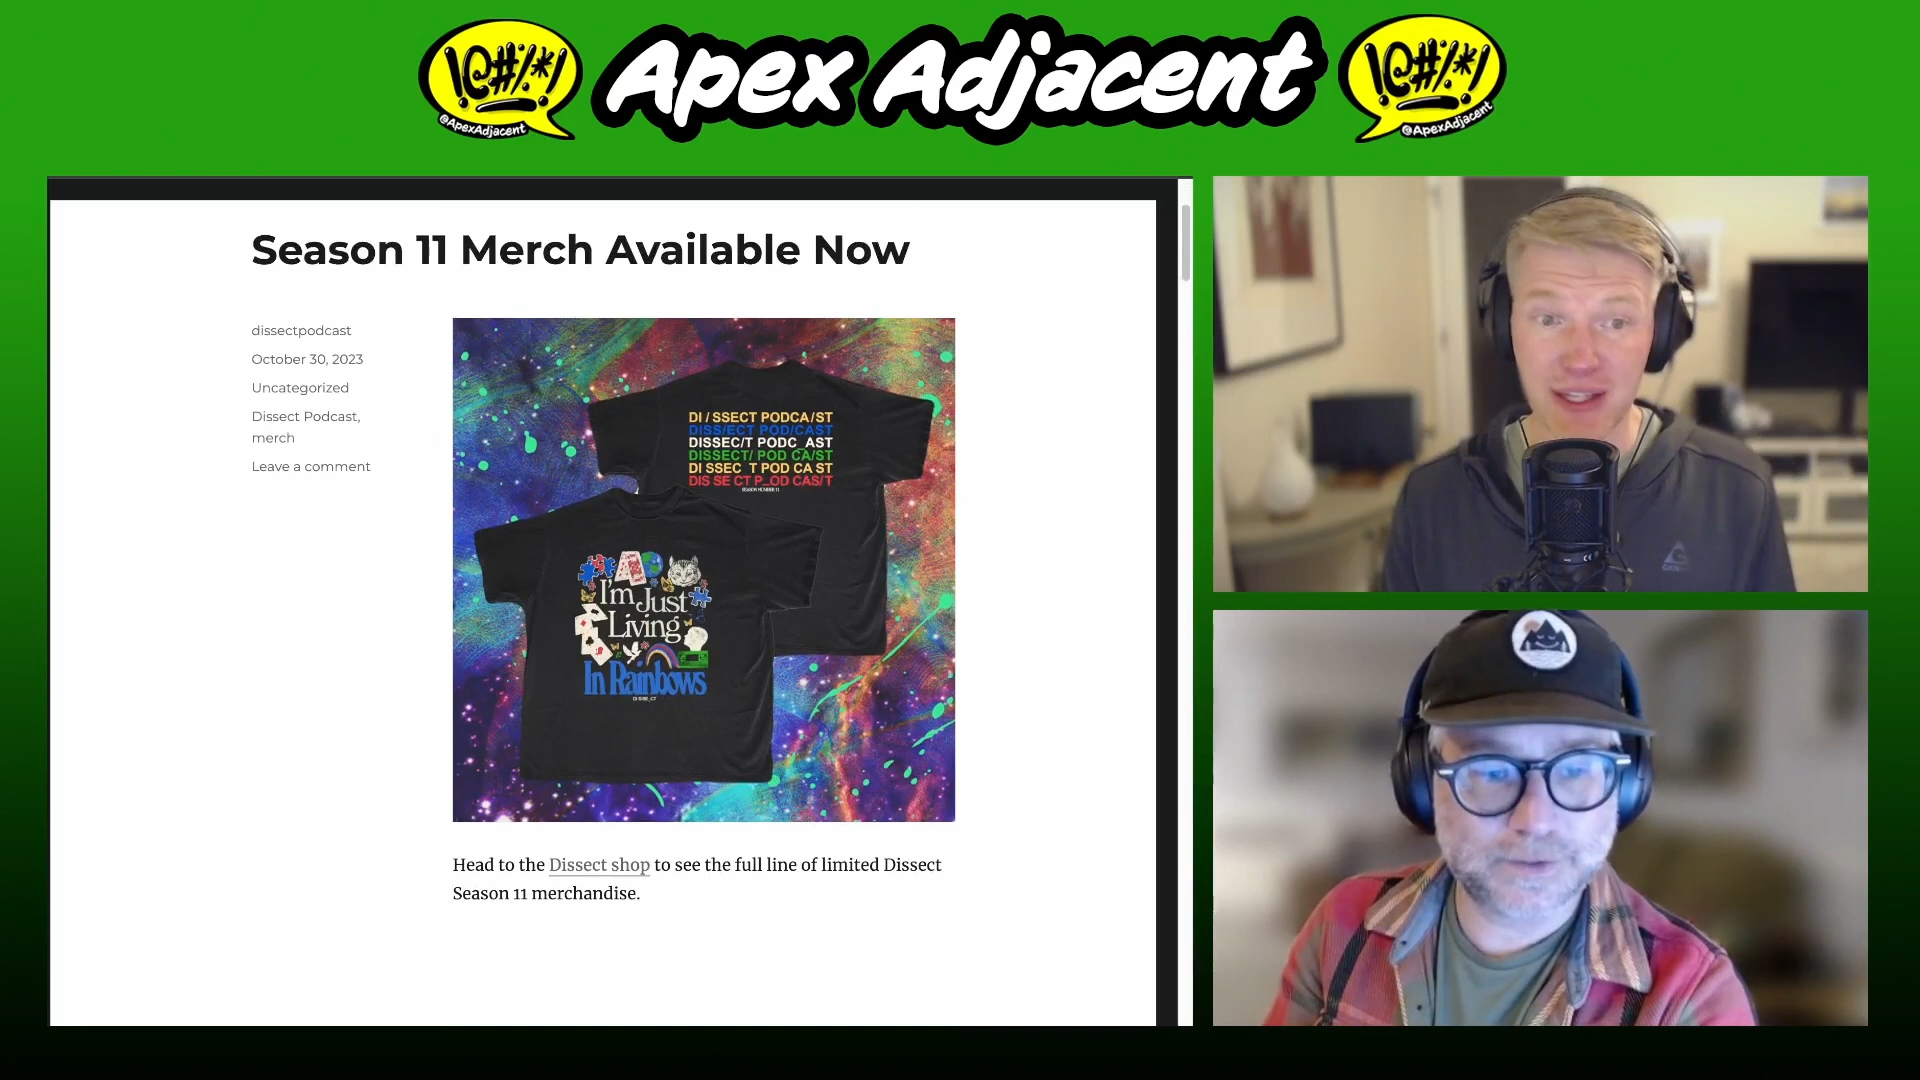 !@#/*!
@ApexAdjacent
Apex Adjacent
!@#/*!
@ApexAdjacent
Season 11 Merch Available Now
dissectpodcast
October 30, 2023
Uncategorized
Dissect Podcast,
merch
Leave a comment
DI / SSECT PODCA/ST
DISS/ECT POD/CAST
DISSEC/T PODC_AST
DISSECT/ POD CA/ST
DI SSEC_T POD CA ST
DIS SE CT P_OD CAS/T
SEASON NUMBER 11
I'm Just
Living
In Rainbows
Head to the Dissect shop to see the full line of limited Dissect
Season 11 merchandise.